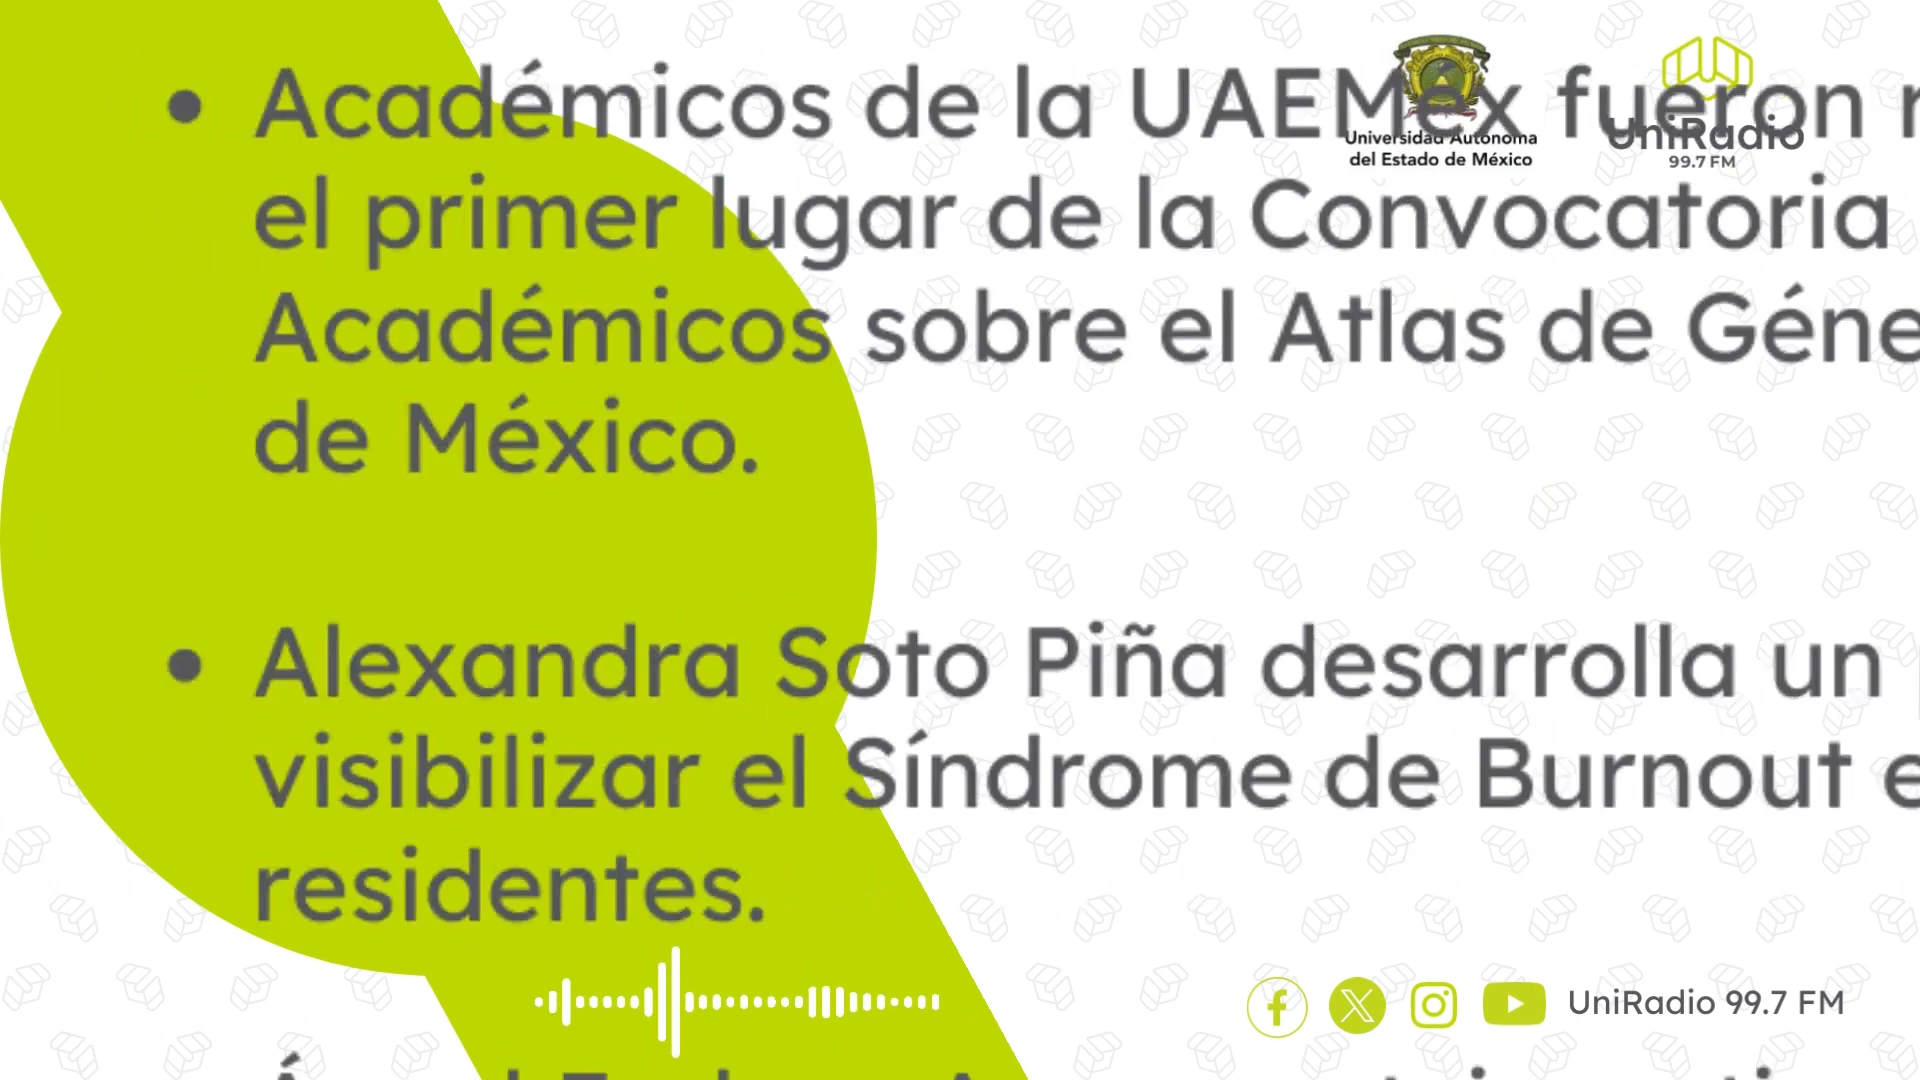 • Académicos de la UAEMéx fueron
el primer lugar de la Convocatoria
Académicos sobre el Atlas de Géne
de México.
• Alexandra Soto Piña desarrolla un
visibilizar el Síndrome de Burnout e
residentes.
Universidad Autónoma
del Estado de México
UniRadio
99.7 FM
UniRadio 99.7 FM